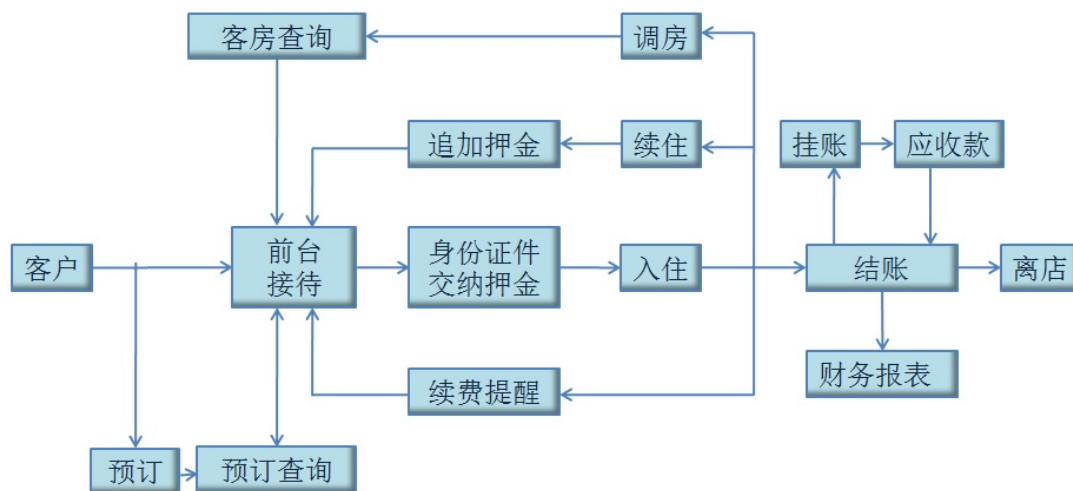 客房查询
调房
追加押金
续住
挂账
应收款
客户
前台
接待
身份证件
交纳押金
入住
结账
离店
续费提醒
财务报表
预订
预订查询